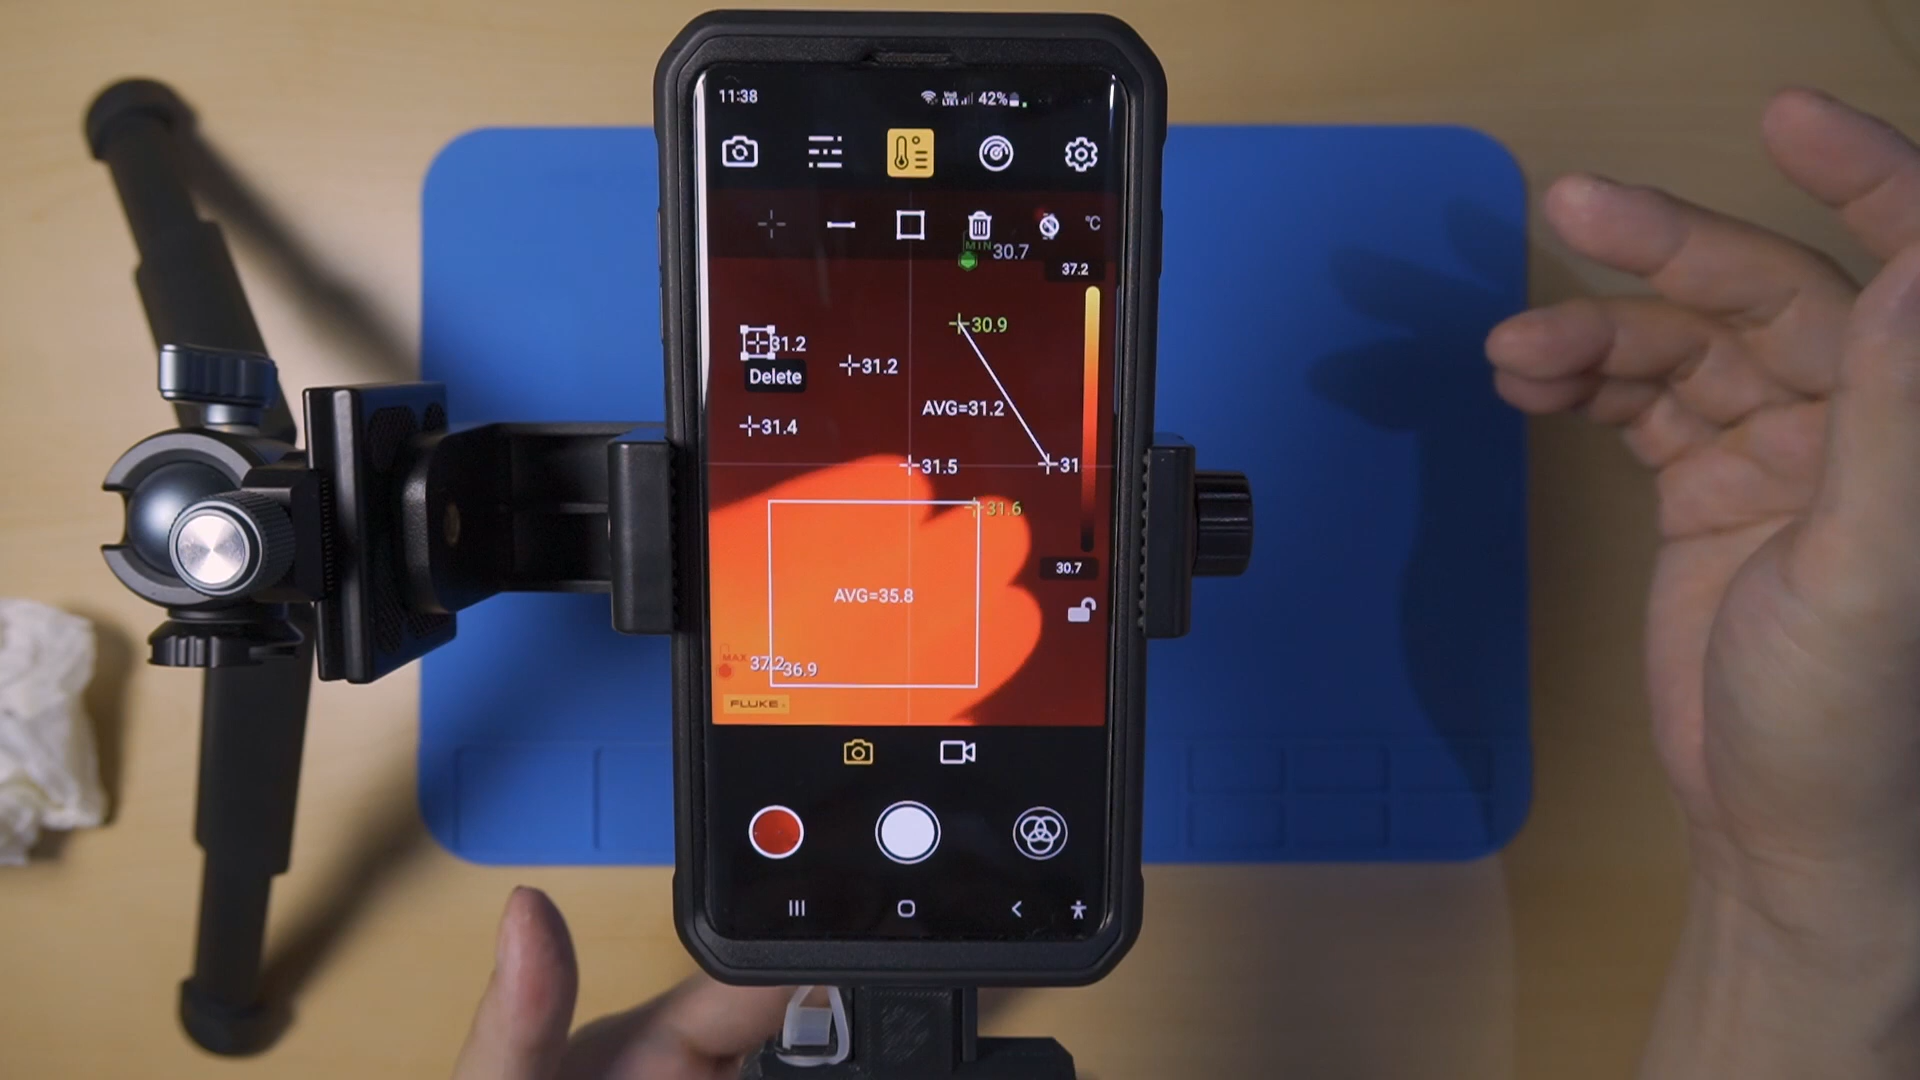 11:38
42%
°C
MIN 30.7
37.2
30.9
31.2
Delete
31.2
AVG=31.2
31.4
31.5
31
31.6
30.7
AVG=35.8
MAX 37.2
36.9
FLUKE